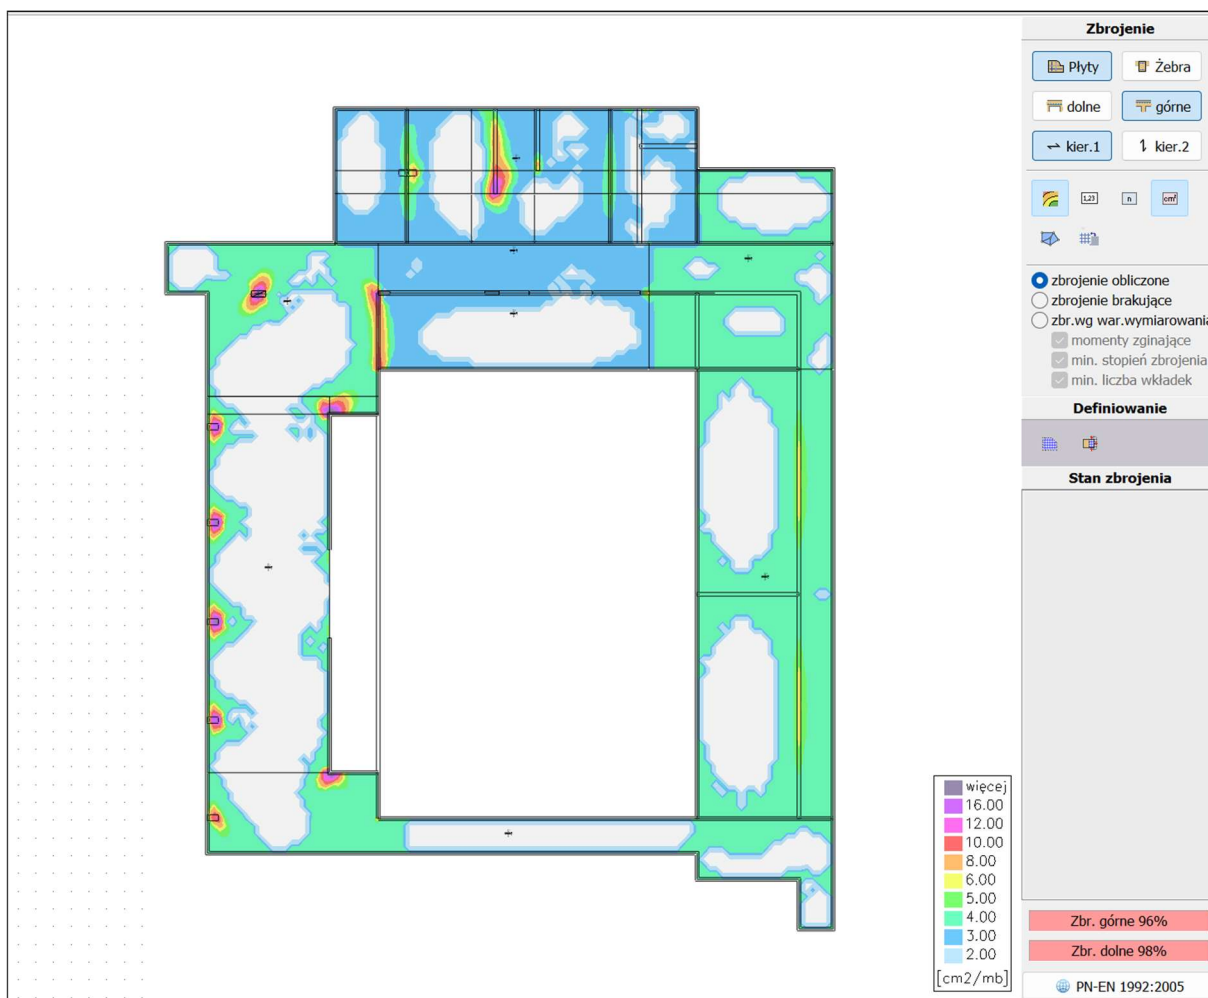 Zbrojenie
Płyty
Żebra
dolne
górne
kier.1
kier.2
1,23
n
cm²
zbrojenie obliczone
zbrojenie brakujące
zbr.wg war.wymiarowania
momenty zginające
min. stopień zbrojenia
min. liczba wkładek
Definiowanie
Stan zbrojenia
więcej
16.00
12.00
10.00
8.00
6.00
5.00
4.00
3.00
2.00
[cm2/mb]
Zbr. górne 96%
Zbr. dolne 98%
PN-EN 1992:2005